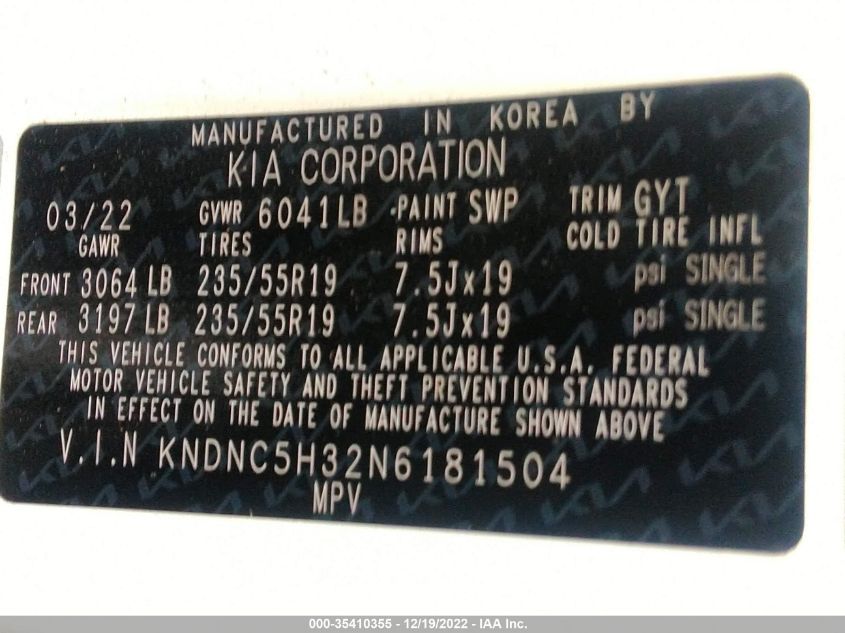 MANUFACTURED IN KOREA BY
KIA CORPORATION
03/22 GVWR 6041LB PAINT SWP TRIM GYT
GAWR TIRES RIMS COLD TIRE INFL
FRONT 3064 LB 235/55R19 7.5Jx19 psi SINGLE
REAR 3197 LB 235/55R19 7.5Jx19 psi SINGLE
THIS VEHICLE CONFORMS TO ALL APPLICABLE U.S.A. FEDERAL
MOTOR VEHICLE SAFETY AND THEFT PREVENTION STANDARDS
IN EFFECT ON THE DATE OF MANUFACTURE SHOWN ABOVE
V.I.N KNDNC5H32N6181504
MPV
000-35410355 - 12/19/2022 - IAA Inc.